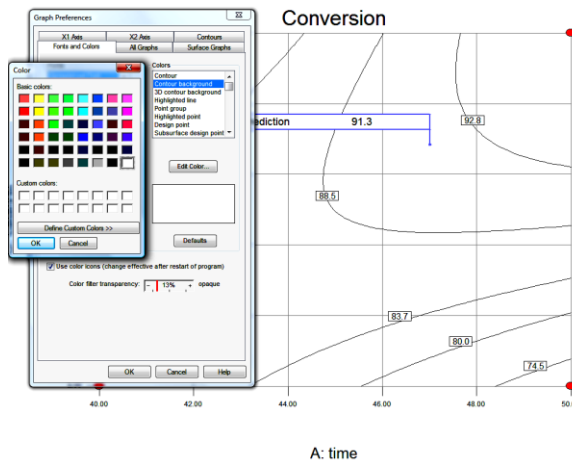 Graph Preferences
Conversion
X1 Axis
X2 Axis
Contours
Fonts and Colors
All Graphs
Surface Graphs
Color
Basic colors:
Custom colors:
Define Custom Colors >>
OK
Cancel
Colors
Contour
Contour background
3D contour background
Highlighted line
Point group
Highlighted point
Design point
Subsurface design point
Edit Color...
Defaults
Use color icons (change effective after restart of program)
Color filter transparency:
13%
opaque
OK
Cancel
Help
ediction 91.3
92.8
88.5
83.7
80.0
74.5
40.00
42.00
44.00
46.00
48.00
50.0
A: time